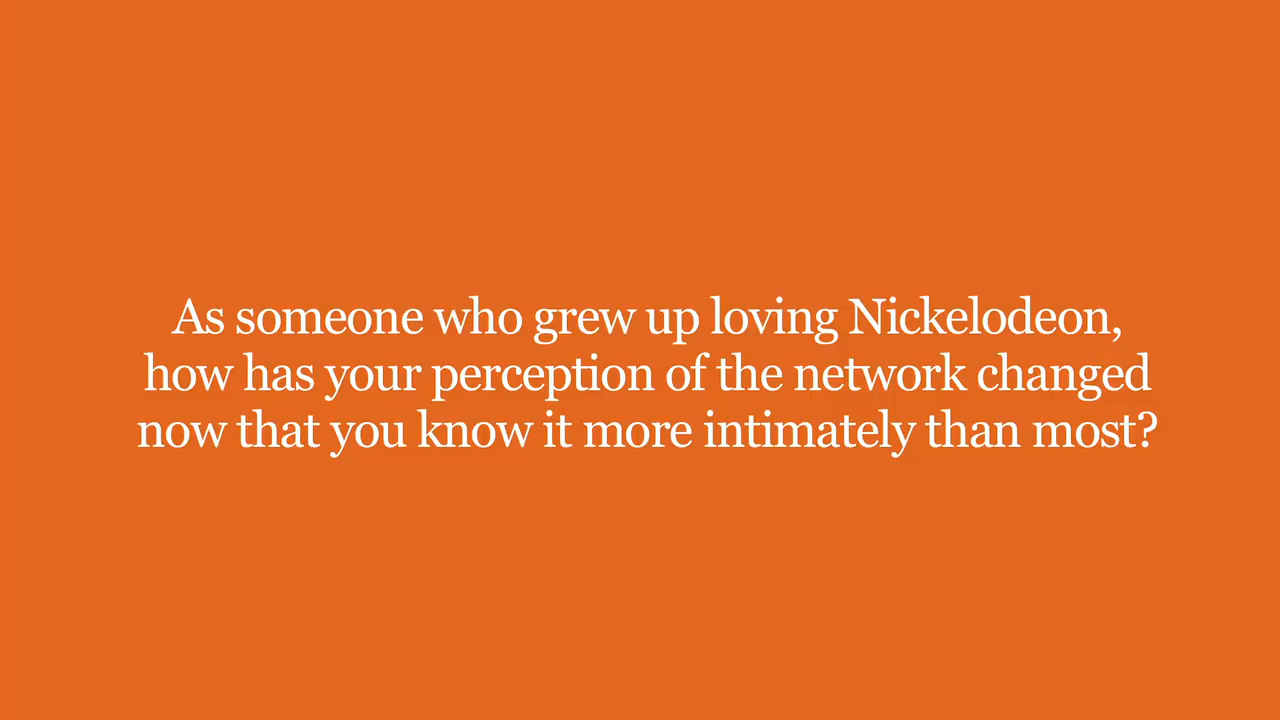 As someone who grew up loving Nickelodeon,
how has your perception of the network changed
now that you know it more intimately than most?